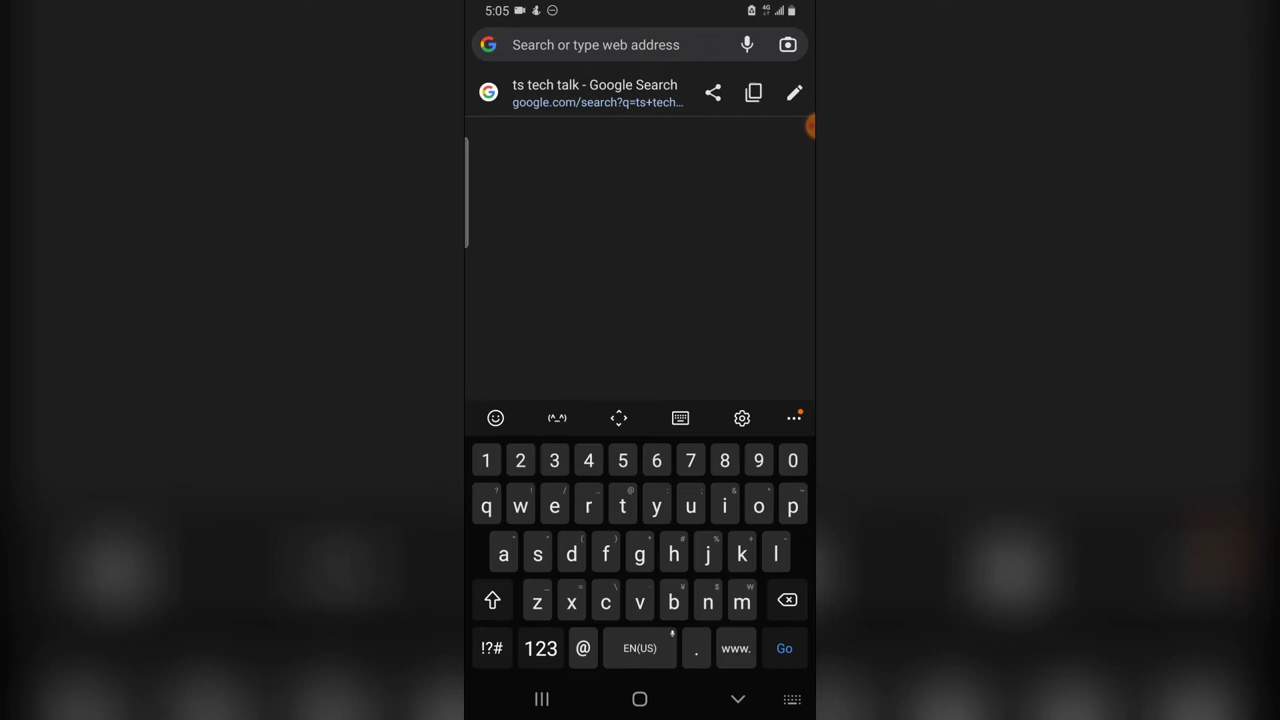 5:05 4G
Search or type web address
ts tech talk - Google Search
google.com/search?q=ts+tech...
(^_^)
1 2 3 4 5 6 7 8 9 0
q w e r t y u i o p
a s d f g h j k l
z x c v b n m
!?# 123 @ EN(US) . www. Go